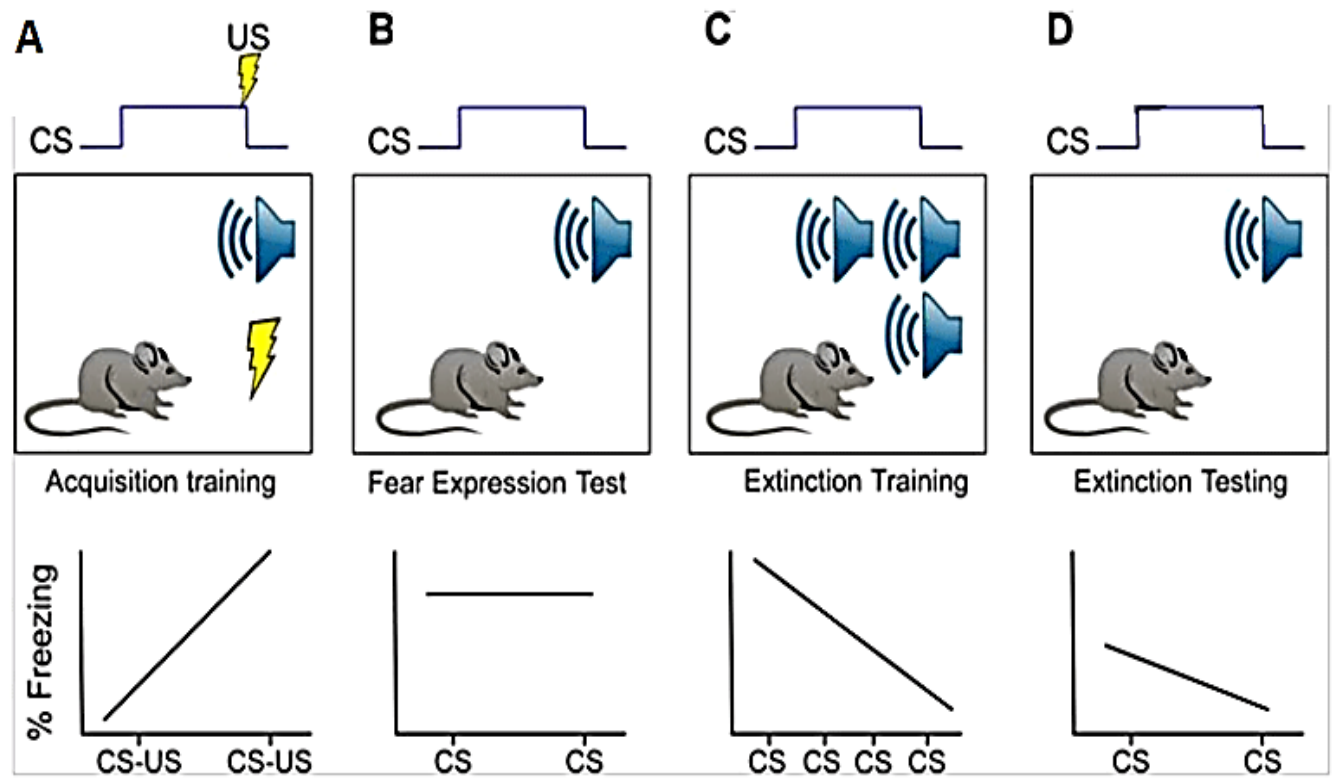 A
US
CS
B
CS
C
CS
D
CS
Acquisition training
Fear Expression Test
Extinction Training
Extinction Testing
% Freezing
CS-US CS-US
CS CS
CS CS CS CS
CS CS